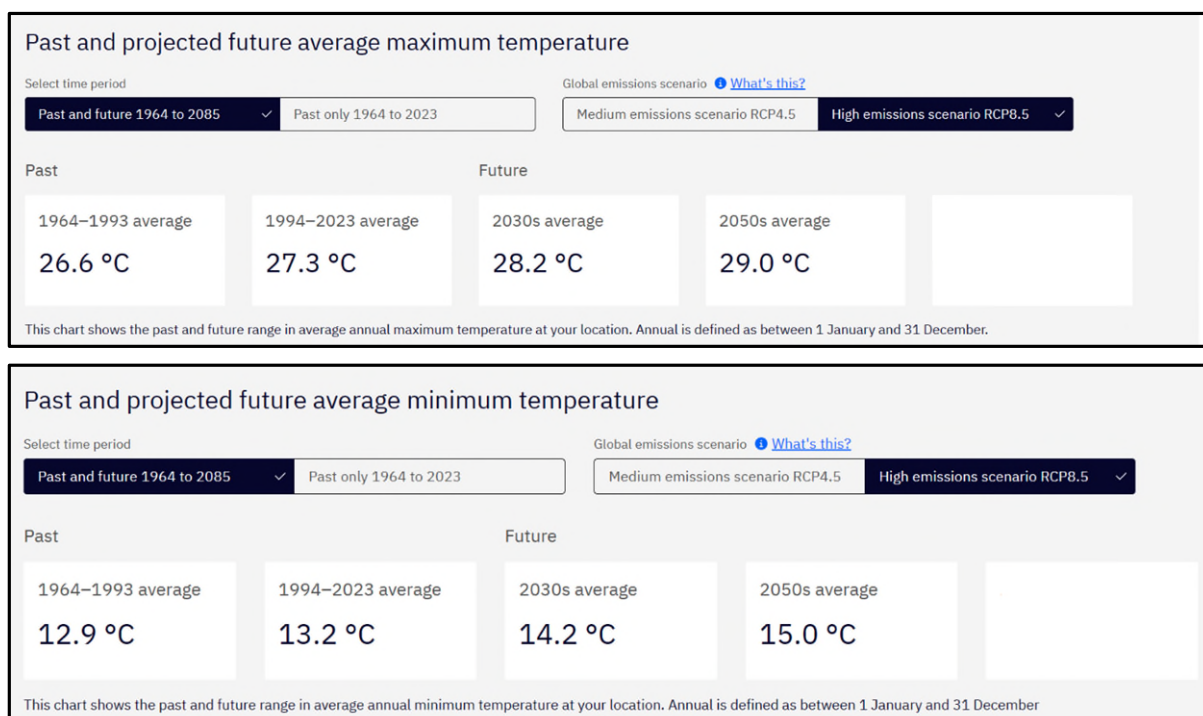 Past and projected future average maximum temperature
Select time period
Global emissions scenario What's this?
Past and future 1964 to 2085
Past only 1964 to 2023
Medium emissions scenario RCP4.5
High emissions scenario RCP8.5
Past
Future
1964–1993 average
1994–2023 average
2030s average
2050s average
26.6 °C
27.3 °C
28.2 °C
29.0 °C
This chart shows the past and future range in average annual maximum temperature at your location. Annual is defined as between 1 January and 31 December.
Past and projected future average minimum temperature
Select time period
Global emissions scenario What's this?
Past and future 1964 to 2085
Past only 1964 to 2023
Medium emissions scenario RCP4.5
High emissions scenario RCP8.5
Past
Future
1964–1993 average
1994–2023 average
2030s average
2050s average
12.9 °C
13.2 °C
14.2 °C
15.0 °C
This chart shows the past and future range in average annual minimum temperature at your location. Annual is defined as between 1 January and 31 December